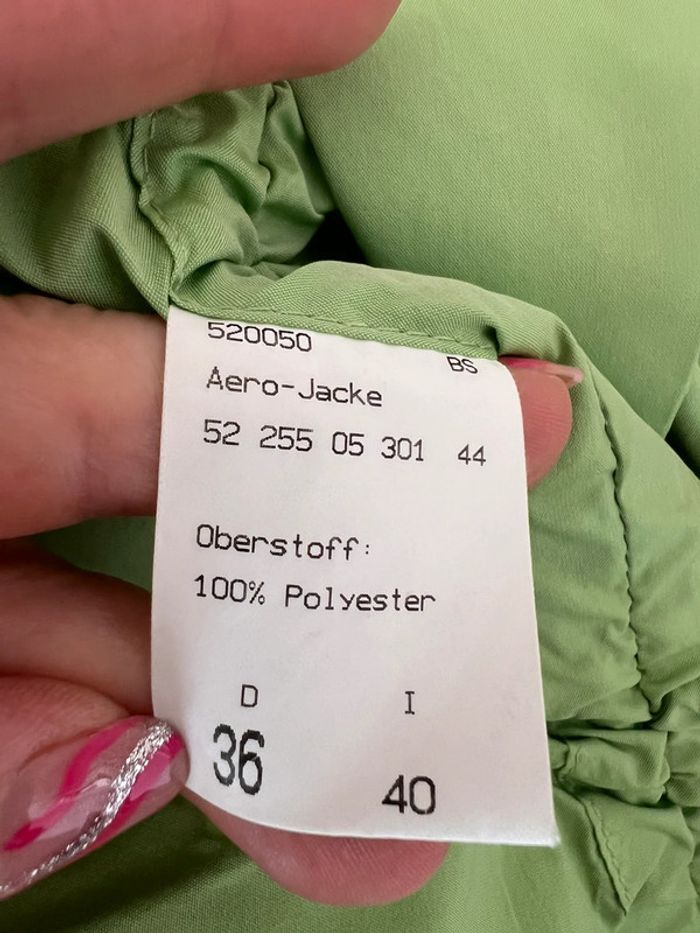 520050
BS
Aero-Jacke
52 255 05 301 44
Oberstoff:
100% Polyester
D I
36 40